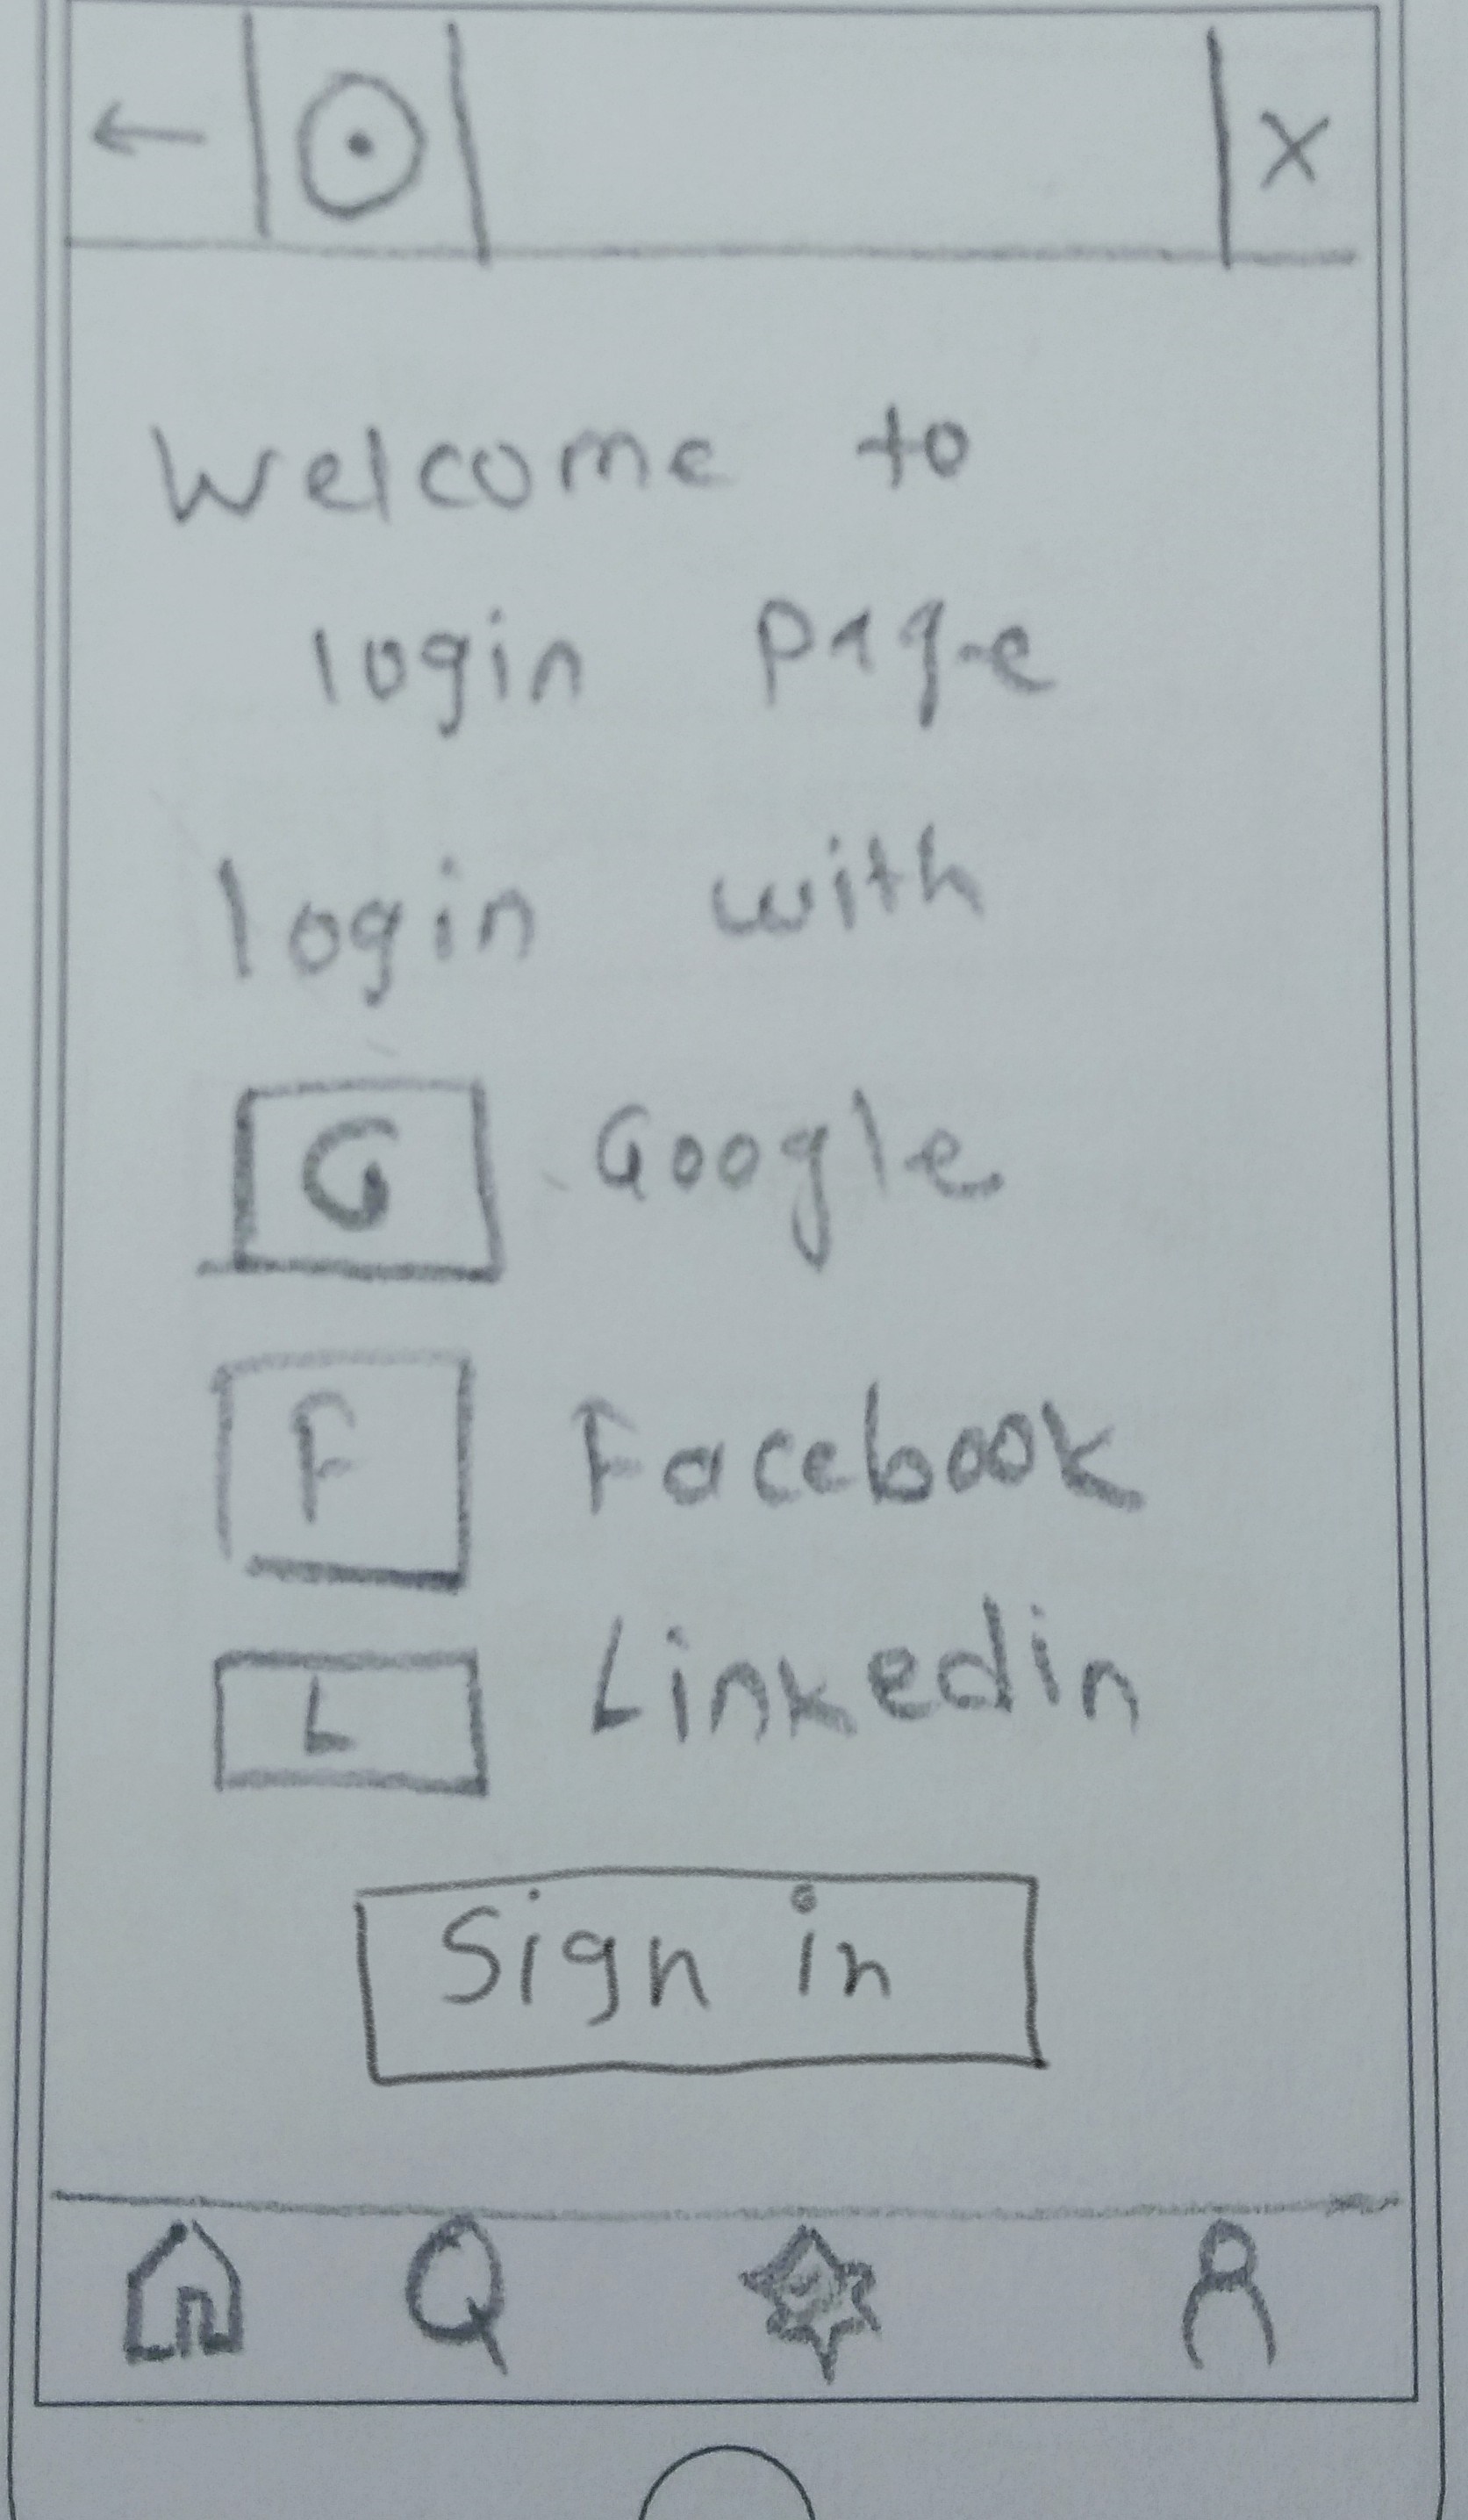 X
Welcome to
login page
login with
G Google
F Facebook
L Linkedin
Sign in